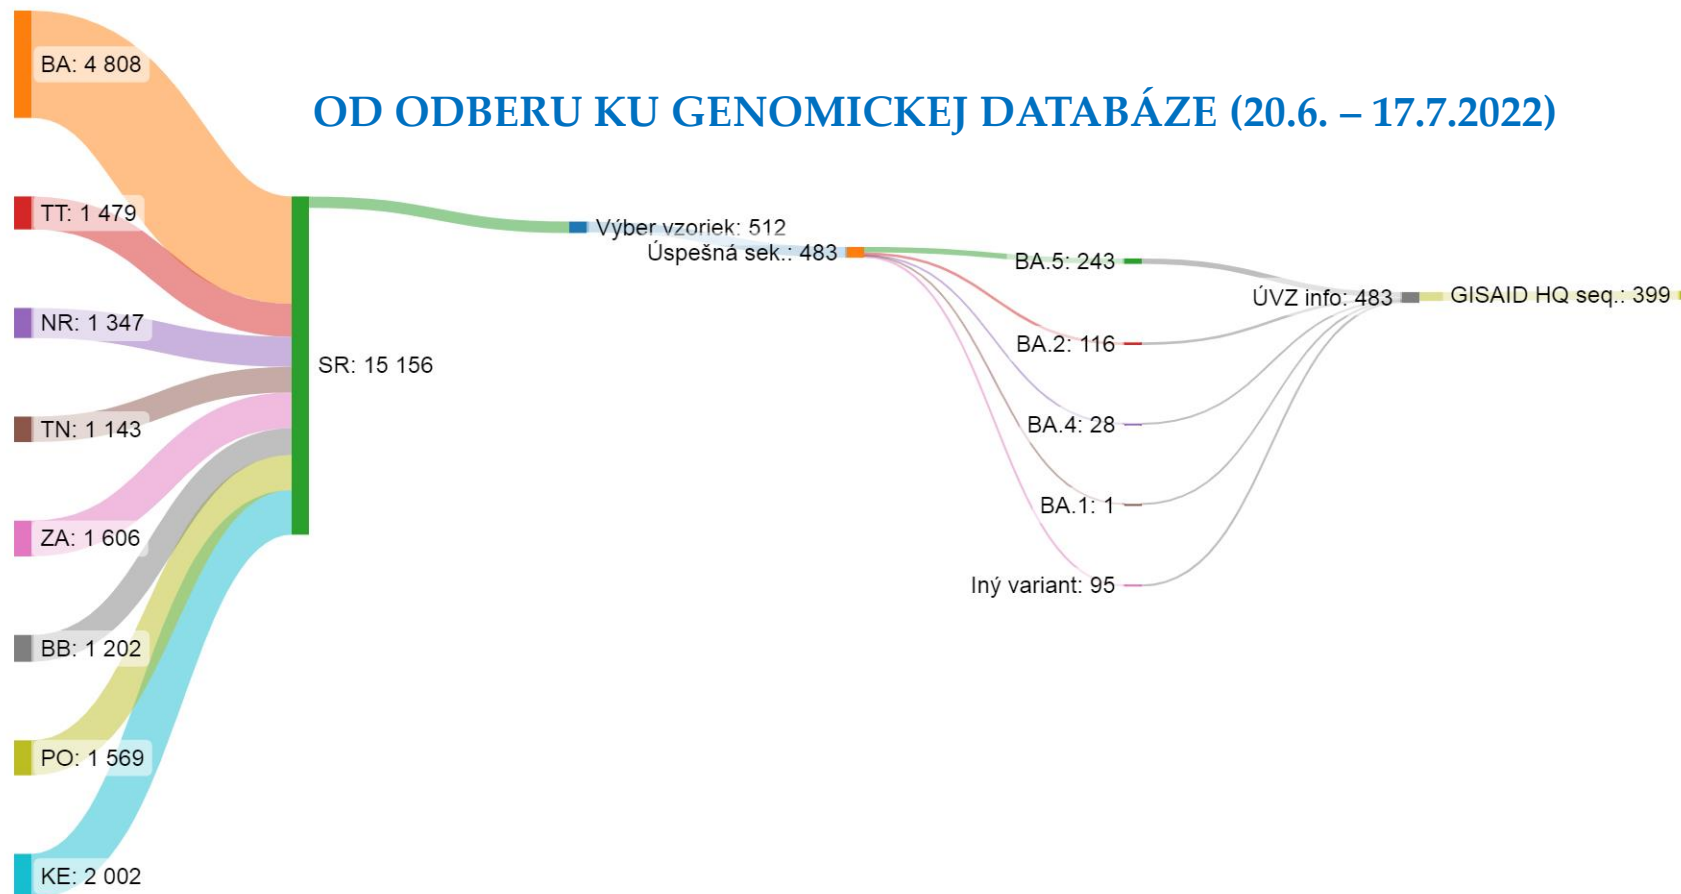 OD ODBERU KU GENOMICKEJ DATABÁZE (20.6. – 17.7.2022)
BA: 4 808
TT: 1 479
NR: 1 347
TN: 1 143
ZA: 1 606
BB: 1 202
PO: 1 569
KE: 2 002
SR: 15 156
Výber vzoriek: 512
Úspešná sek.: 483
BA.5: 243
BA.2: 116
BA.4: 28
BA.1: 1
Iný variant: 95
ÚVZ info: 483
GISAID HQ seq.: 399